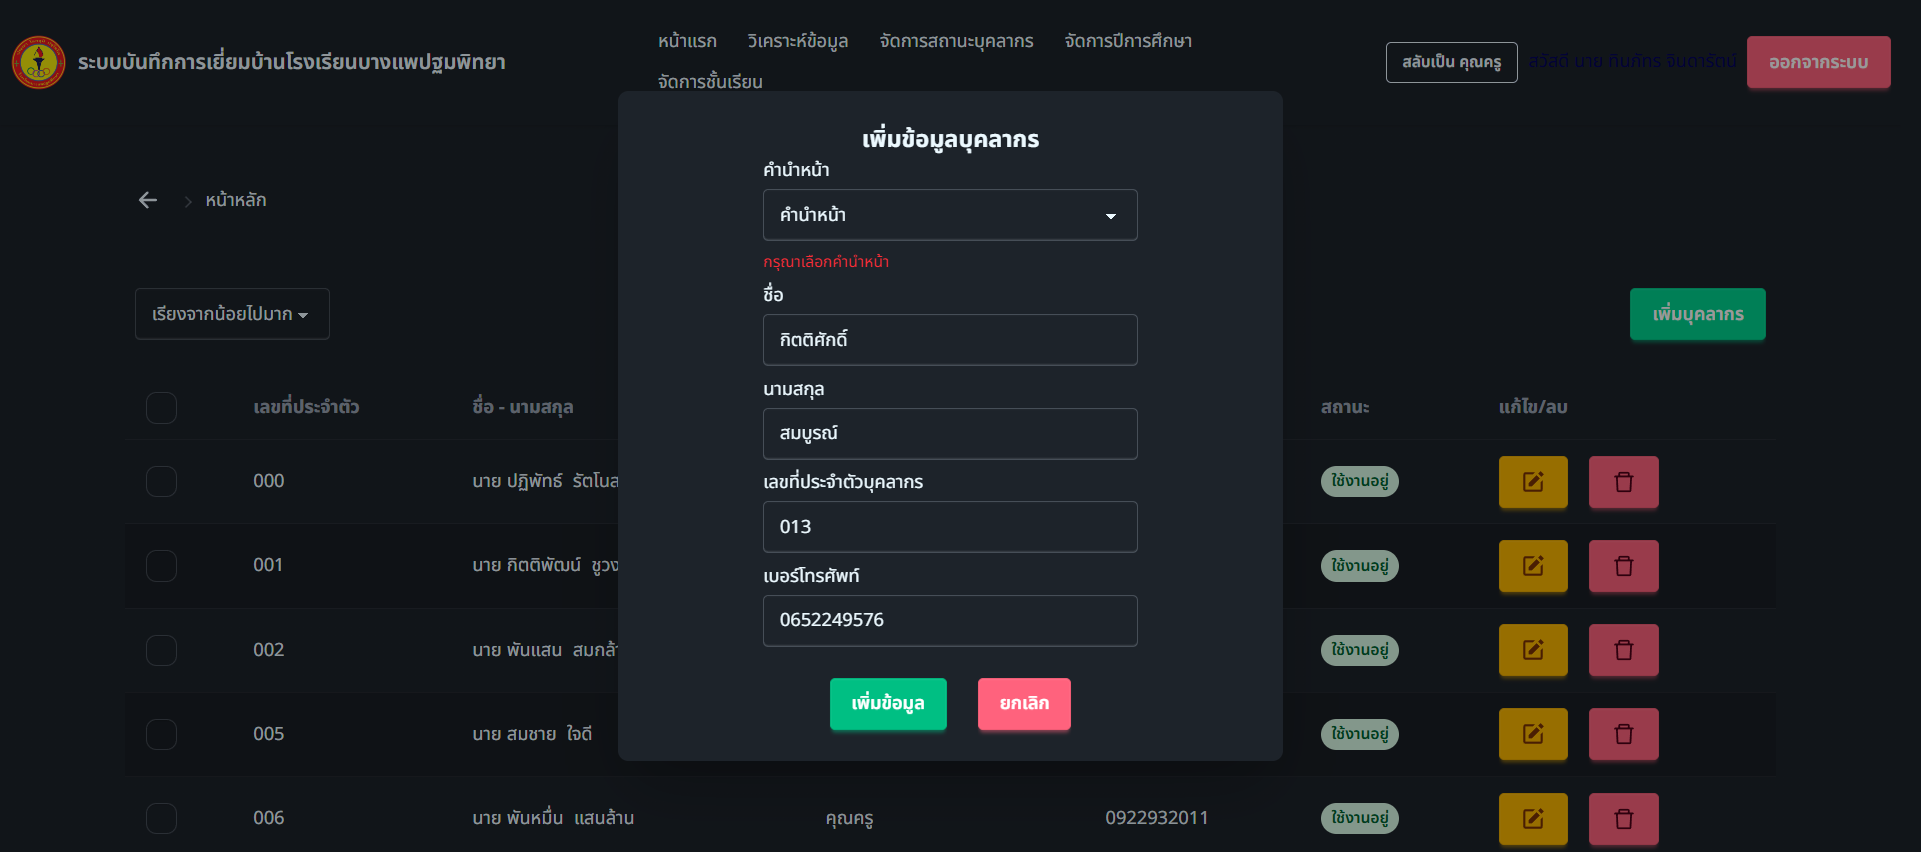 ระบบบันทึกการเยี่ยมบ้านโรงเรียนบางแพปฐมพิทยา
หน้าแรก วิเคราะห์ข้อมูล จัดการสถานะบุคลากร จัดการปีการศึกษา
จัดการชั้นเรียน
สลับเป็น คุณครู
สวัสดี นาย ทินภัทร จินดารัตน์
ออกจากระบบ
หน้าหลัก
เรียงจากน้อยไปมาก
เพิ่มบุคลากร
เพิ่มข้อมูลบุคลากร
คำนำหน้า
คำนำหน้า
กรุณาเลือกคำนำหน้า
ชื่อ
กิตติศักดิ์
นามสกุล
สมบูรณ์
เลขที่ประจำตัวบุคลากร
013
เบอร์โทรศัพท์
0652249576
เพิ่มข้อมูล ยกเลิก
เลขที่ประจำตัว ชื่อ - นามสกุล สถานะ แก้ไข/ลบ
000 นาย ปฏิพัทธ์ รัตโนส ใช้งานอยู่
001 นาย กิตติพัฒน์ ชูวง ใช้งานอยู่
002 นาย พันแสน สมกล้า ใช้งานอยู่
005 นาย สมชาย ใจดี ใช้งานอยู่
006 นาย พันหมื่น แสนล้าน คุณครู 0922932011 ใช้งานอยู่